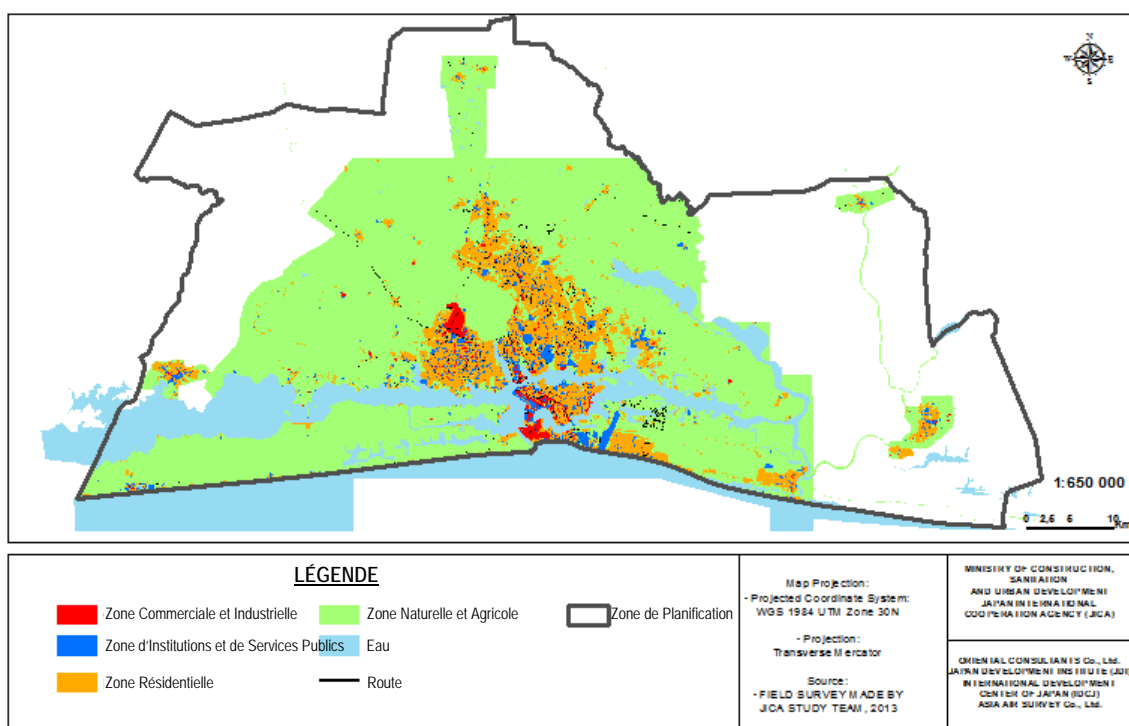 N
W E
S
1:650 000
0 2,5 5 10
Km
LÉGENDE
Zone Commerciale et Industrielle
Zone Naturelle et Agricole
Zone de Planification
Zone d'Institutions et de Services Publics
Eau
Zone Résidentielle
Route
Map Projection:
- Projected Coordinate System:
WGS 1984 UTM Zone 30N
- Projection:
Transverse Mercator
Source:
- FIELD SURVEY MADE BY
JICA STUDY TEAM, 2013
MINISTRY OF CONSTRUCTION,
SANITATION
AND URBAN DEVELOPMENT
JAPAN INTERNATIONAL
COOPERATION AGENCY (JICA)
ORIENTAL CONSULTANTS Co., Ltd.
JAPAN DEVELOPMENT INSTITUTE (JDI)
INTERNATIONAL DEVELOPMENT
CENTER OF JAPAN (IDCJ)
ASIA AIR SURVEY Co., Ltd.